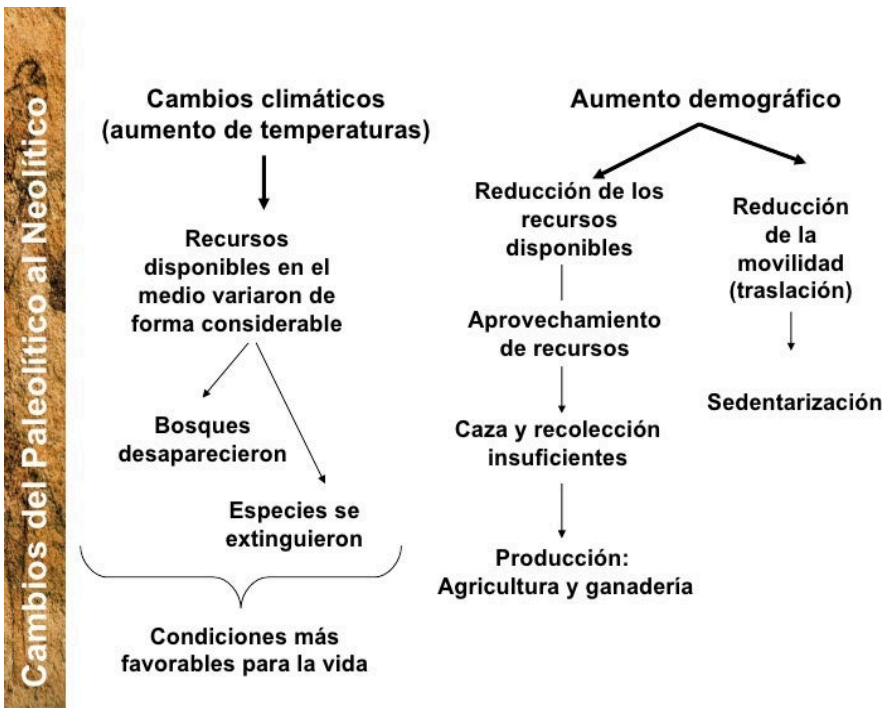 Cambios del Paleolítico al Neolítico
Cambios climáticos
(aumento de temperaturas)
Recursos
disponibles en el
medio variaron de
forma considerable
Bosques
desaparecieron
Especies se
extinguieron
Condiciones más
favorables para la vida
Aumento demográfico
Reducción de los
recursos
disponibles
Aprovechamiento
de recursos
Caza y recolección
insuficientes
Producción:
Agricultura y ganadería
Reducción
de la
movilidad
(traslación)
Sedentarización